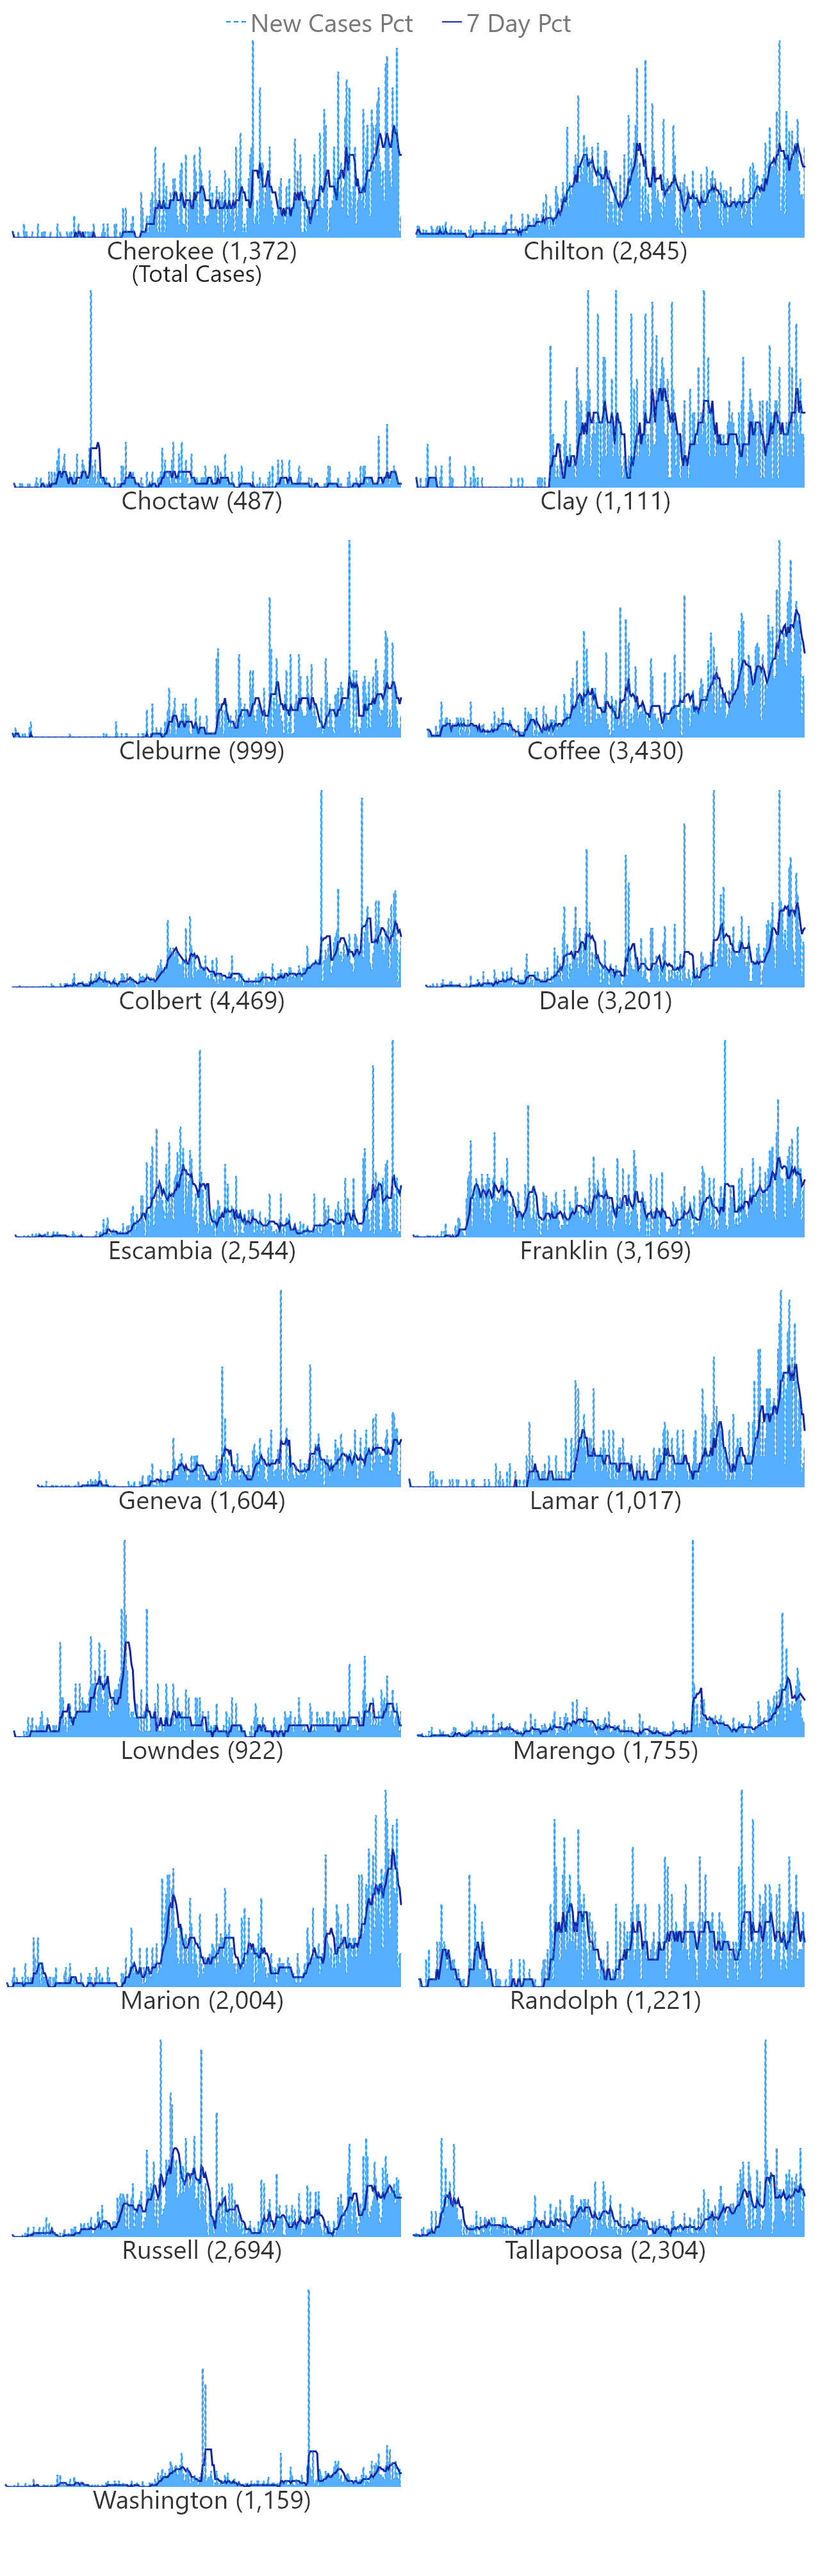 New Cases Pct 7 Day Pct
Cherokee (1,372) Chilton (2,845)
(Total Cases)
Choctaw (487) Clay (1,111)
Cleburne (999) Coffee (3,430)
Colbert (4,469) Dale (3,201)
Escambia (2,544) Franklin (3,169)
Geneva (1,604) Lamar (1,017)
Lowndes (922) Marengo (1,755)
Marion (2,004) Randolph (1,221)
Russell (2,694) Tallapoosa (2,304)
Washington (1,159)